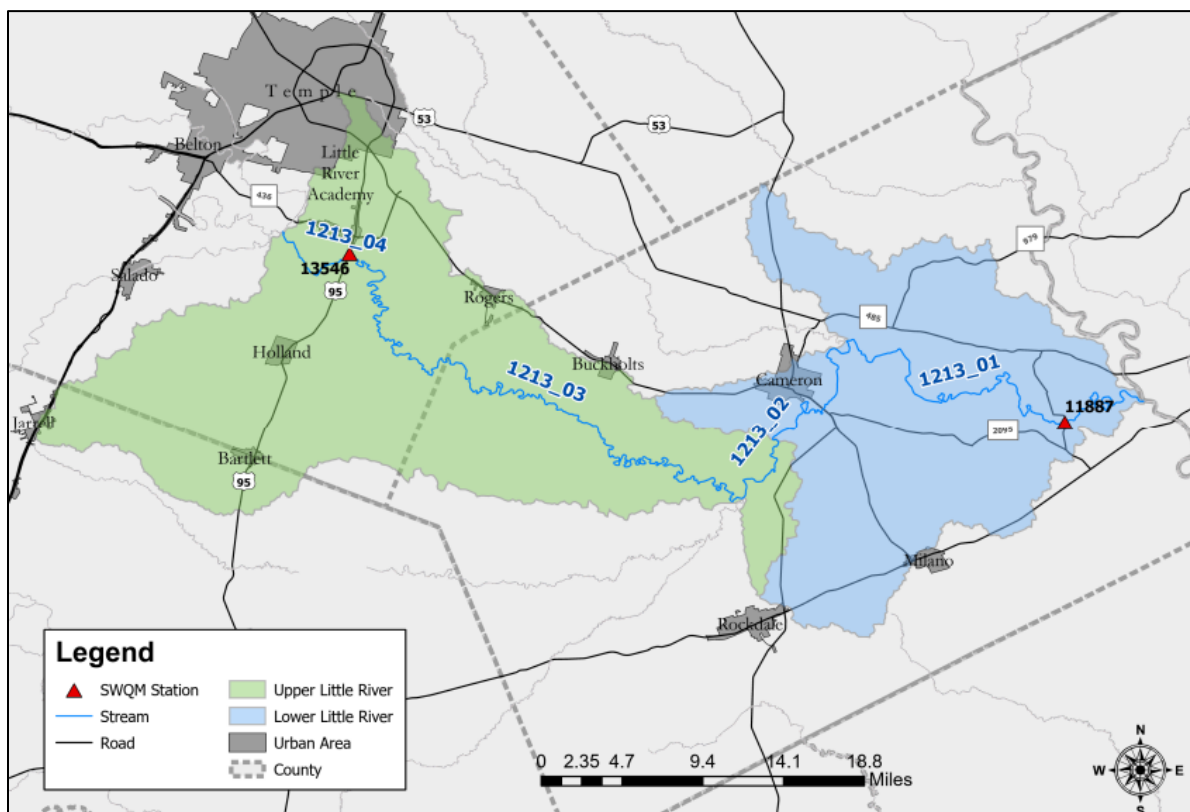 Temple
53
53
Belton
Little
River
Academy
436
979
1213_04
Salado
13546
95
Rogers
485
Holland
Buckholts
1213_01
Cameron
1213_03
11887
1213_02
2095
Jarrell
Bartlett
95
Milano
Rockdale
Legend
SWQM Station
Stream
Road
Upper Little River
Lower Little River
Urban Area
County
0 2.35 4.7 9.4 14.1 18.8
Miles
N
W E
S